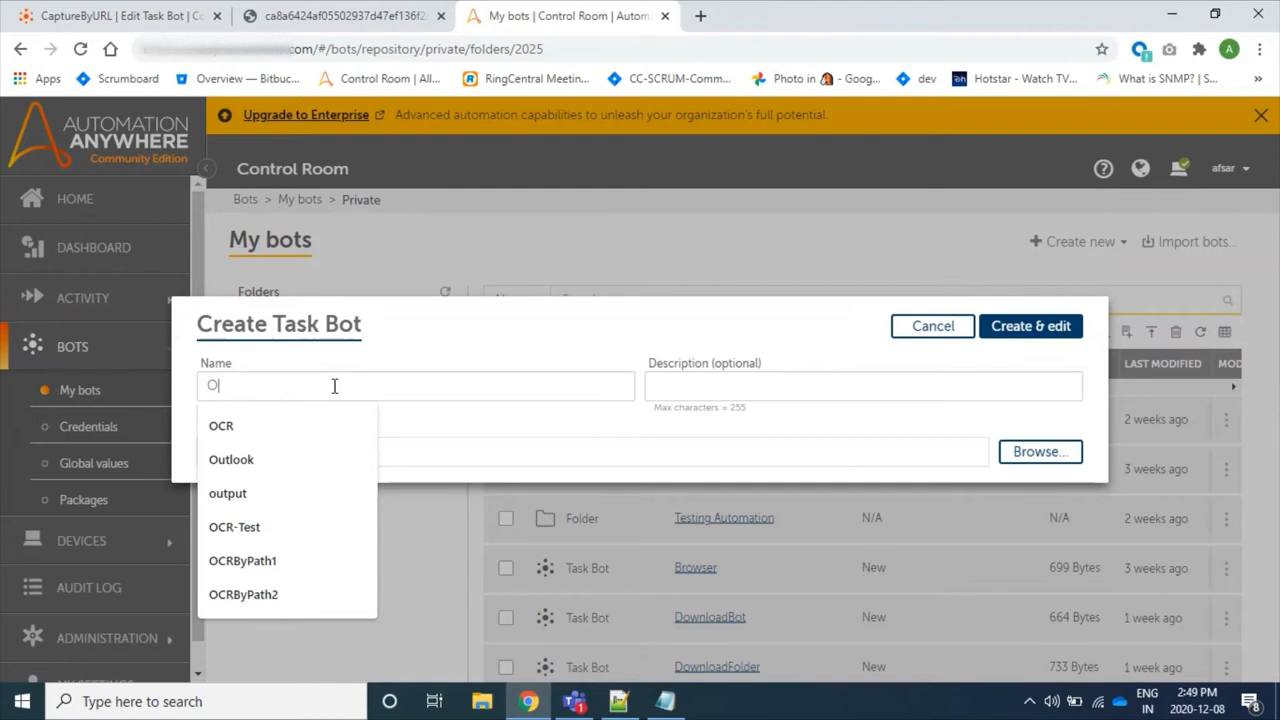 CaptureByURL | Edit Task Bot | Co
ca8a6424af05502937d47ef136f2
My bots | Control Room | Autom
com/#/bots/repository/private/folders/2025
A
Apps
Scrumboard
Overview — Bitbuc...
Control Room | All...
RingCentral Meetin...
CC-SCRUM-Comm...
Photo in - Goog...
dev
Hotstar - Watch TV...
What is SNMP? | S...
»
AUTOMATION
ANYWHERE
Community Edition
Upgrade to Enterprise
Advanced automation capabilities to unleash your organization's full potential.
Control Room
afsar
HOME
DASHBOARD
ACTIVITY
BOTS
My bots
Credentials
Global values
Packages
DEVICES
AUDIT LOG
ADMINISTRATION
Bots > My bots > Private
My bots
Create new
Import bots...
Folders
Create Task Bot
Cancel
Create & edit
Name
Description (optional)
O
Max characters = 255
OCR
Outlook
output
OCR-Test
OCRByPath1
OCRByPath2
Browse...
LAST MODIFIED
MOD
2 weeks ago
3 weeks ago
Folder Testing Automation N/A N/A 2 weeks ago
Task Bot Browser New 699 Bytes 3 weeks ago
Task Bot DownloadBot New 664 Bytes 1 week ago
Task Bot DownloadFolder New 733 Bytes 1 week ago
Type here to search
ENG
IN
2:49 PM
2020-12-08
8